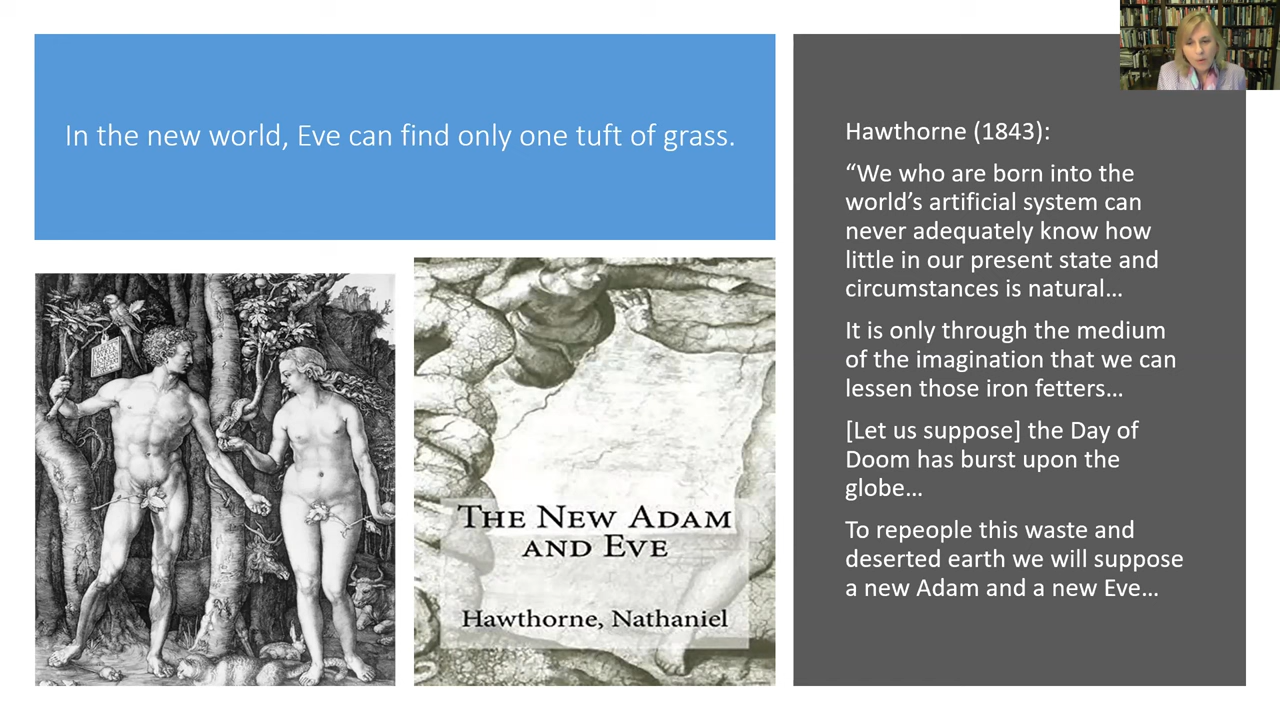 In the new world, Eve can find only one tuft of grass.
THE NEW ADAM
AND EVE
Hawthorne, Nathaniel
Hawthorne (1843):
“We who are born into the
world’s artificial system can
never adequately know how
little in our present state and
circumstances is natural…
It is only through the medium
of the imagination that we can
lessen those iron fetters…
[Let us suppose] the Day of
Doom has burst upon the
globe…
To repeople this waste and
deserted earth we will suppose
a new Adam and a new Eve…